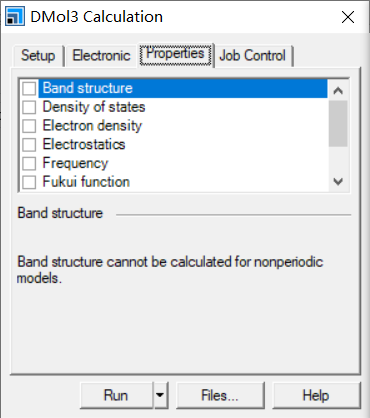 DMol3 Calculation
Setup Electronic Properties Job Control
Band structure
Density of states
Electron density
Electrostatics
Frequency
Fukui function
Band structure
Band structure cannot be calculated for nonperiodic
models.
Run Files... Help